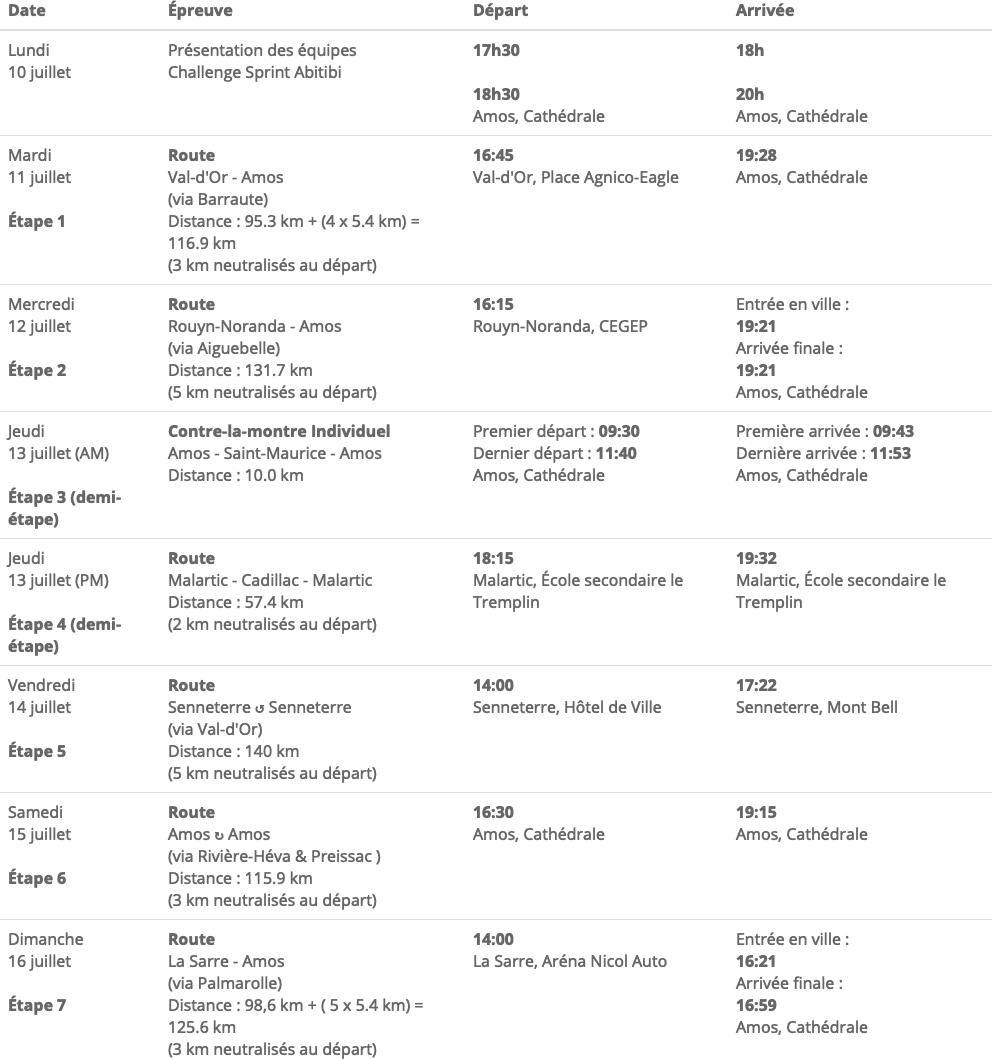 Date Épreuve Départ Arrivée
Lundi Présentation des équipes 17h30 18h
10 juillet Challenge Sprint Abitibi
18h30 20h
Amos, Cathédrale Amos, Cathédrale
Mardi Route 16:45 19:28
11 juillet Val-d'Or - Amos Val-d'Or, Place Agnico-Eagle Amos, Cathédrale
(via Barraute)
Étape 1 Distance : 95.3 km + (4 x 5.4 km) =
116.9 km
(3 km neutralisés au départ)
Mercredi Route 16:15 Entrée en ville :
12 juillet Rouyn-Noranda - Amos Rouyn-Noranda, CEGEP 19:21
(via Aiguebelle) Arrivée finale :
Étape 2 Distance : 131.7 km 19:21
(5 km neutralisés au départ) Amos, Cathédrale
Jeudi Contre-la-montre Individuel Premier départ : 09:30 Première arrivée : 09:43
13 juillet (AM) Amos - Saint-Maurice - Amos Dernier départ : 11:40 Dernière arrivée : 11:53
Distance : 10.0 km Amos, Cathédrale Amos, Cathédrale
Étape 3 (demi-
étape)
Jeudi Route 18:15 19:32
13 juillet (PM) Malartic - Cadillac - Malartic Malartic, École secondaire le Malartic, École secondaire le
Distance : 57.4 km Tremplin Tremplin
Étape 4 (demi- (2 km neutralisés au départ)
étape)
Vendredi Route 14:00 17:22
14 juillet Senneterre ↺ Senneterre Senneterre, Hôtel de Ville Senneterre, Mont Bell
(via Val-d'Or)
Étape 5 Distance : 140 km
(5 km neutralisés au départ)
Samedi Route 16:30 19:15
15 juillet Amos ↻ Amos Amos, Cathédrale Amos, Cathédrale
(via Rivière-Héva & Preissac )
Étape 6 Distance : 115.9 km
(3 km neutralisés au départ)
Dimanche Route 14:00 Entrée en ville :
16 juillet La Sarre - Amos La Sarre, Aréna Nicol Auto 16:21
(via Palmarolle) Arrivée finale :
Étape 7 Distance : 98,6 km + ( 5 x 5.4 km) = 16:59
125.6 km Amos, Cathédrale
(3 km neutralisés au départ)